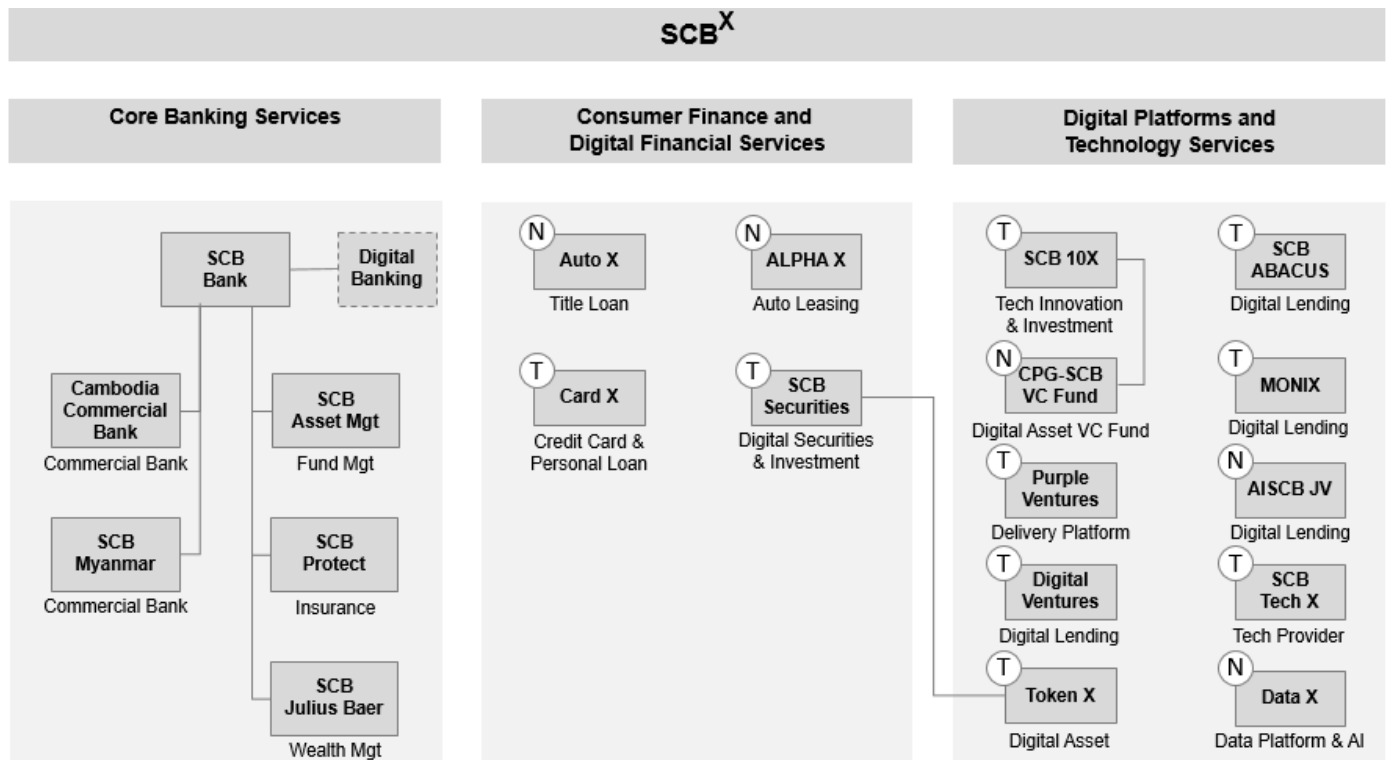 SCBX
Core Banking Services
SCB
Bank
Digital
Banking
Cambodia
Commercial
Bank
Commercial Bank
SCB
Asset Mgt
Fund Mgt
SCB
Myanmar
Commercial Bank
SCB
Protect
Insurance
SCB
Julius Baer
Wealth Mgt
Consumer Finance and
Digital Financial Services
N
Auto X
Title Loan
N
ALPHA X
Auto Leasing
T
Card X
Credit Card &
Personal Loan
T
SCB
Securities
Digital Securities
& Investment
Digital Platforms and
Technology Services
T
SCB 10X
Tech Innovation
& Investment
T
SCB
ABACUS
Digital Lending
N
CPG-SCB
VC Fund
Digital Asset VC Fund
T
MONIX
Digital Lending
T
Purple
Ventures
Delivery Platform
N
AISCB JV
Digital Lending
T
Digital
Ventures
Digital Lending
T
SCB
Tech X
Tech Provider
T
Token X
Digital Asset
N
Data X
Data Platform & AI